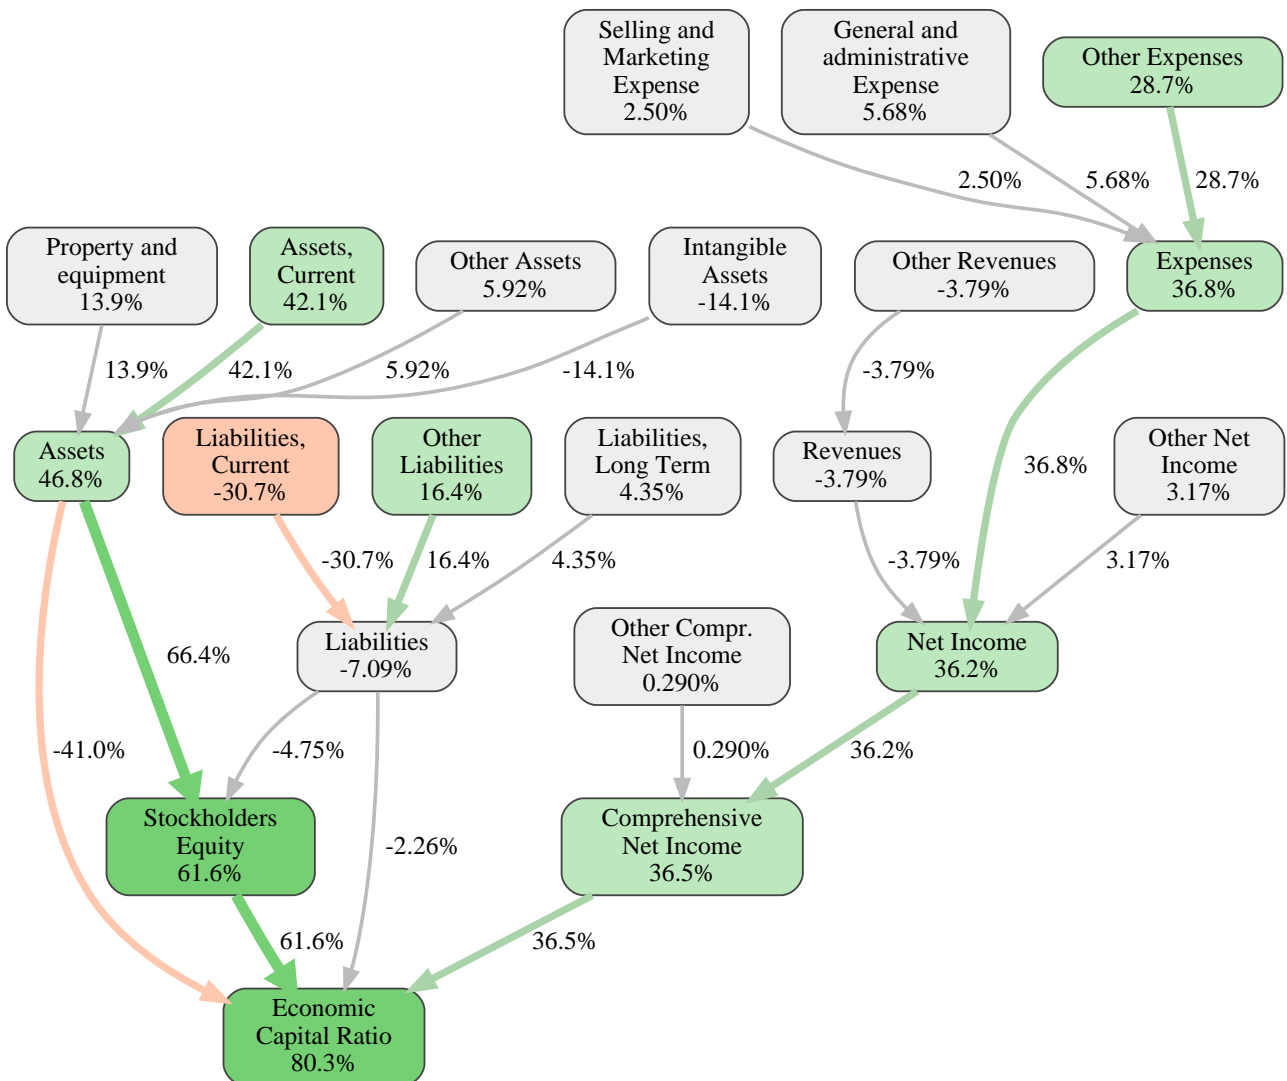 Selling and
Marketing
Expense
2.50%
General and
administrative
Expense
5.68%
Other Expenses
28.7%
2.50%
5.68%
28.7%
Property and
equipment
13.9%
Assets,
Current
42.1%
Other Assets
5.92%
Intangible
Assets
-14.1%
Other Revenues
-3.79%
Expenses
36.8%
13.9%
42.1%
5.92%
-14.1%
-3.79%
Assets
46.8%
Liabilities,
Current
-30.7%
Other
Liabilities
16.4%
Liabilities,
Long Term
4.35%
Revenues
-3.79%
36.8%
Other Net
Income
3.17%
-30.7%
16.4%
4.35%
-3.79%
3.17%
66.4%
Liabilities
-7.09%
Other Compr.
Net Income
0.290%
Net Income
36.2%
-41.0%
-4.75%
0.290%
36.2%
Stockholders
Equity
61.6%
-2.26%
Comprehensive
Net Income
36.5%
61.6%
36.5%
Economic
Capital Ratio
80.3%